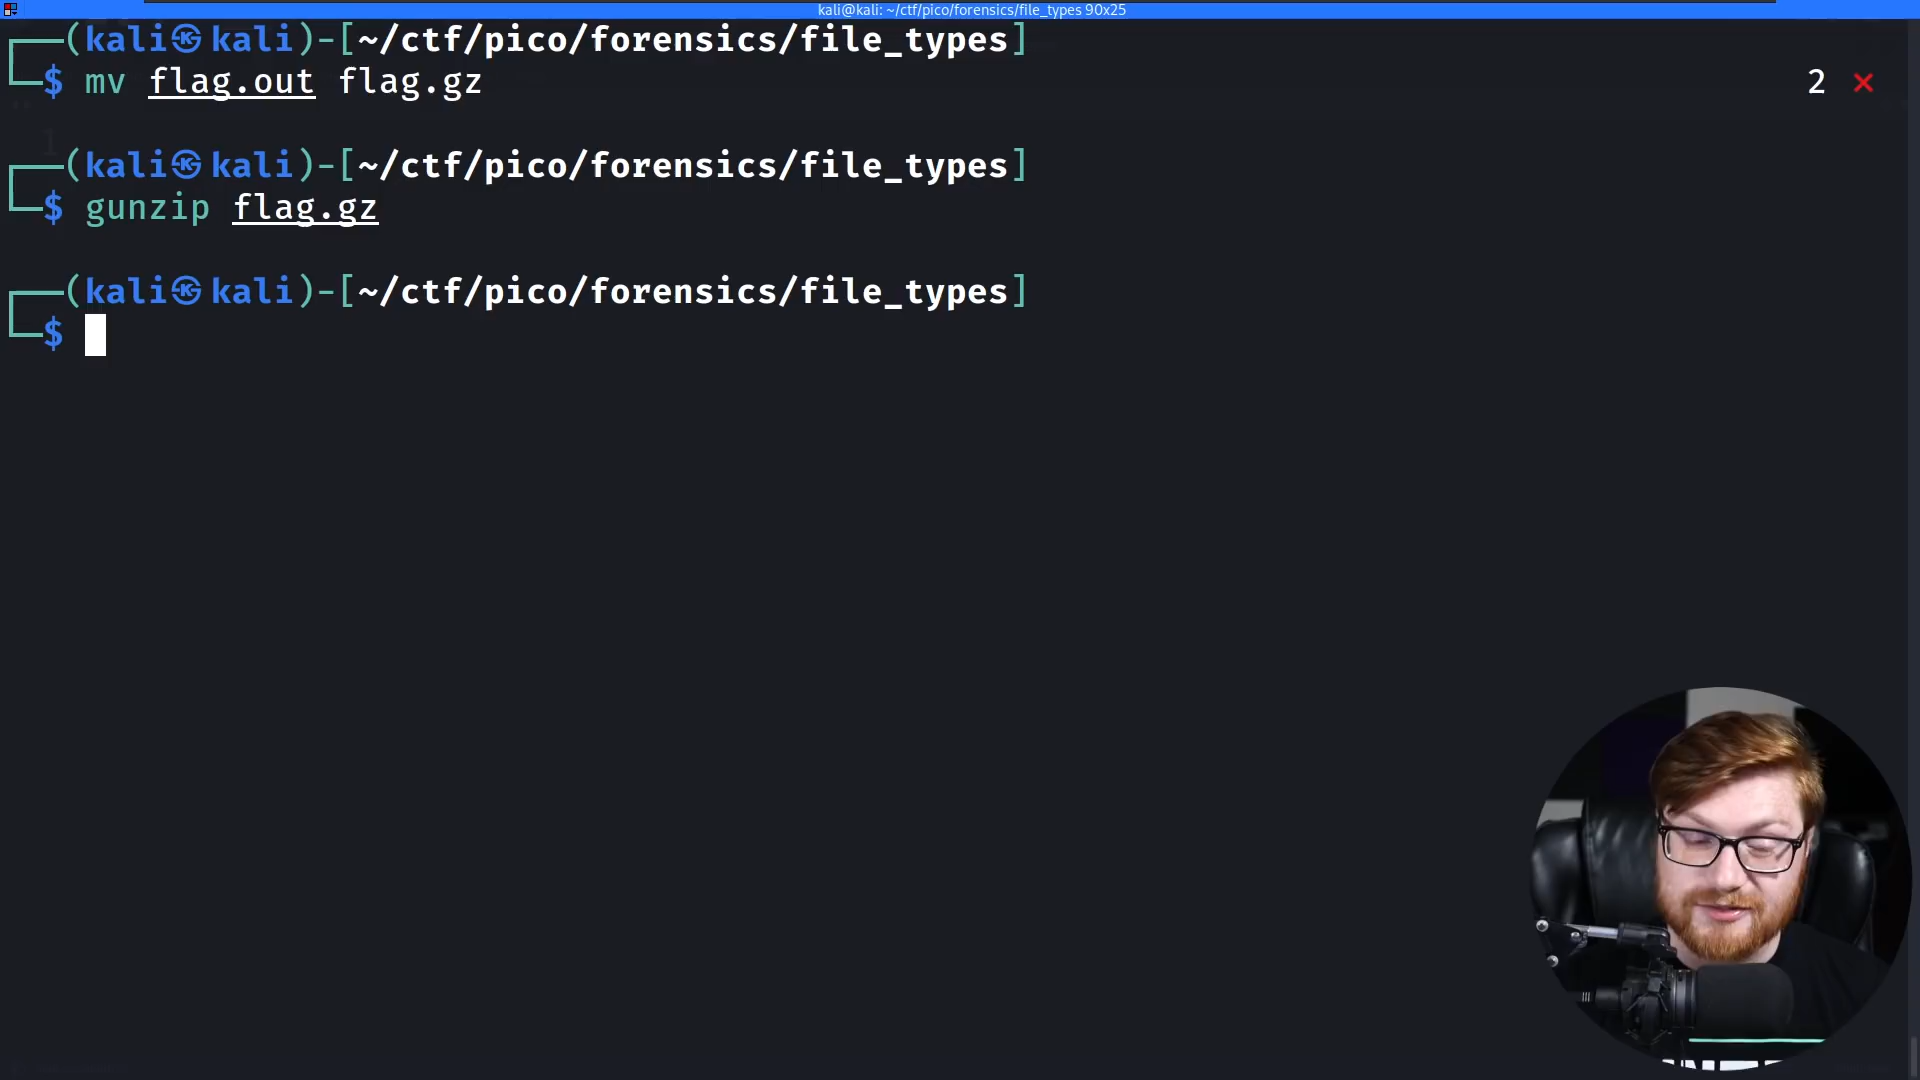 kali@kali: ~/ctf/pico/forensics/file_types 90x25
(kali㉿kali)-[~/ctf/pico/forensics/file_types]
$ mv flag.out flag.gz 2 ✕
(kali㉿kali)-[~/ctf/pico/forensics/file_types]
$ gunzip flag.gz
(kali㉿kali)-[~/ctf/pico/forensics/file_types]
$